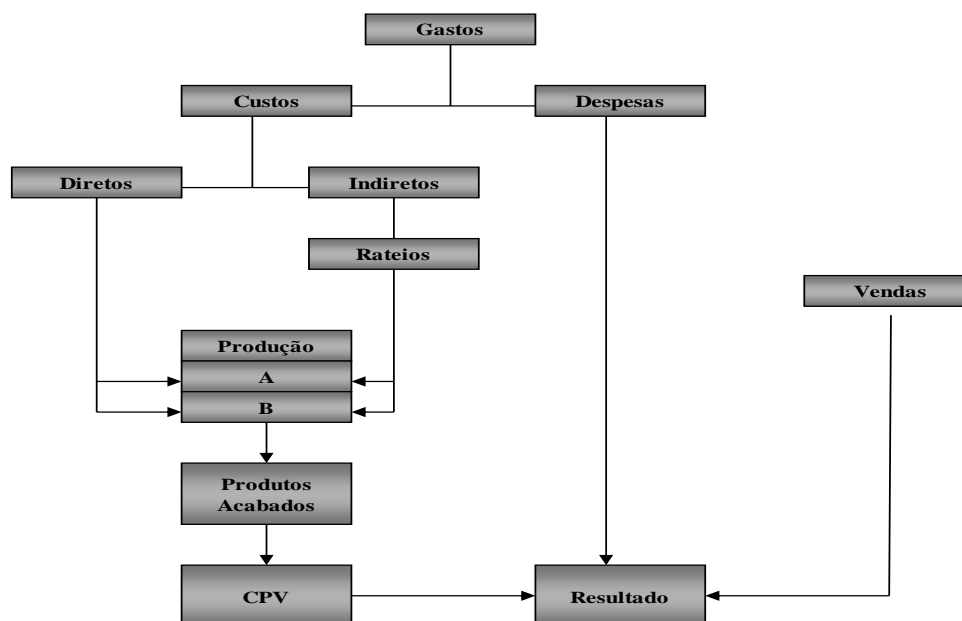 Gastos
Custos
Despesas
Diretos
Indiretos
Rateios
Vendas
Produção
A
B
Produtos
Acabados
CPV
Resultado